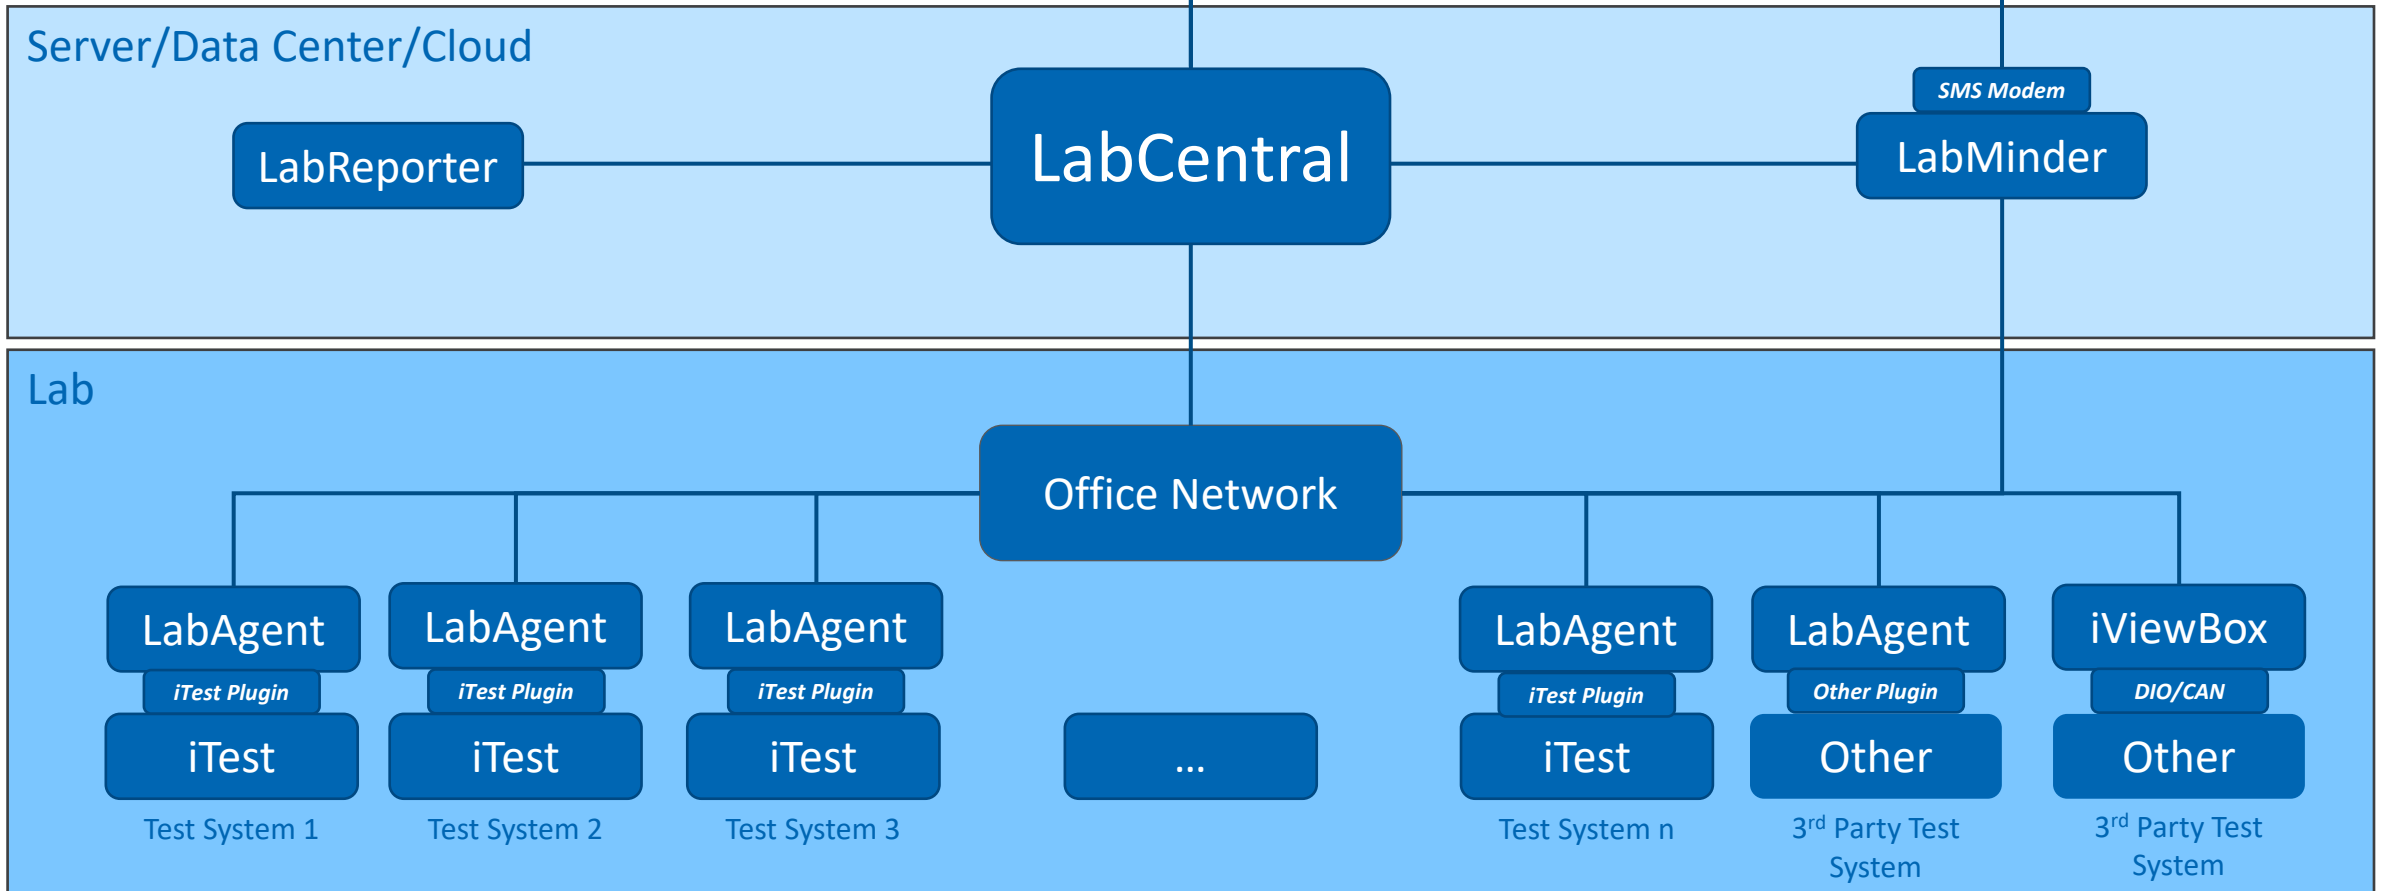 Server/Data Center/Cloud
SMS Modem
LabReporter
LabCentral
LabMinder
Lab
Office Network
LabAgent
LabAgent
LabAgent
LabAgent
LabAgent
iViewBox
iTest Plugin
iTest Plugin
iTest Plugin
iTest Plugin
Other Plugin
DIO/CAN
iTest
iTest
iTest
...
iTest
Other
Other
Test System 1
Test System 2
Test System 3
Test System n
3rd Party Test
System
3rd Party Test
System